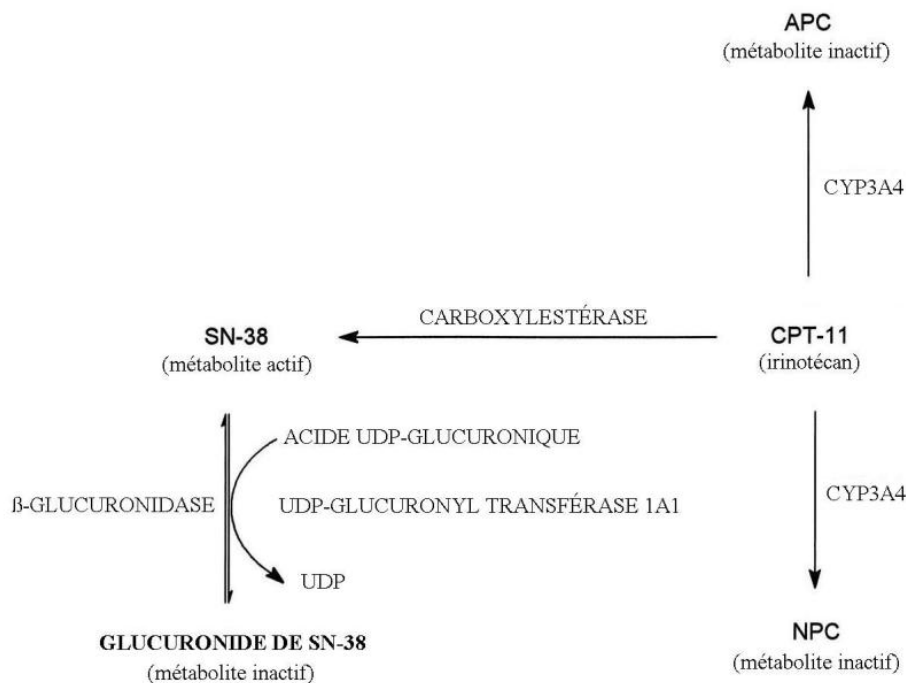 APC
(métabolite inactif)
CYP3A4
CARBOXYLESTÉRASE
SN-38
(métabolite actif)
CPT-11
(irinotécan)
ACIDE UDP-GLUCURONIQUE
ß-GLUCURONIDASE
UDP-GLUCURONYL TRANSFÉRASE 1A1
CYP3A4
UDP
GLUCURONIDE DE SN-38
(métabolite inactif)
NPC
(métabolite inactif)